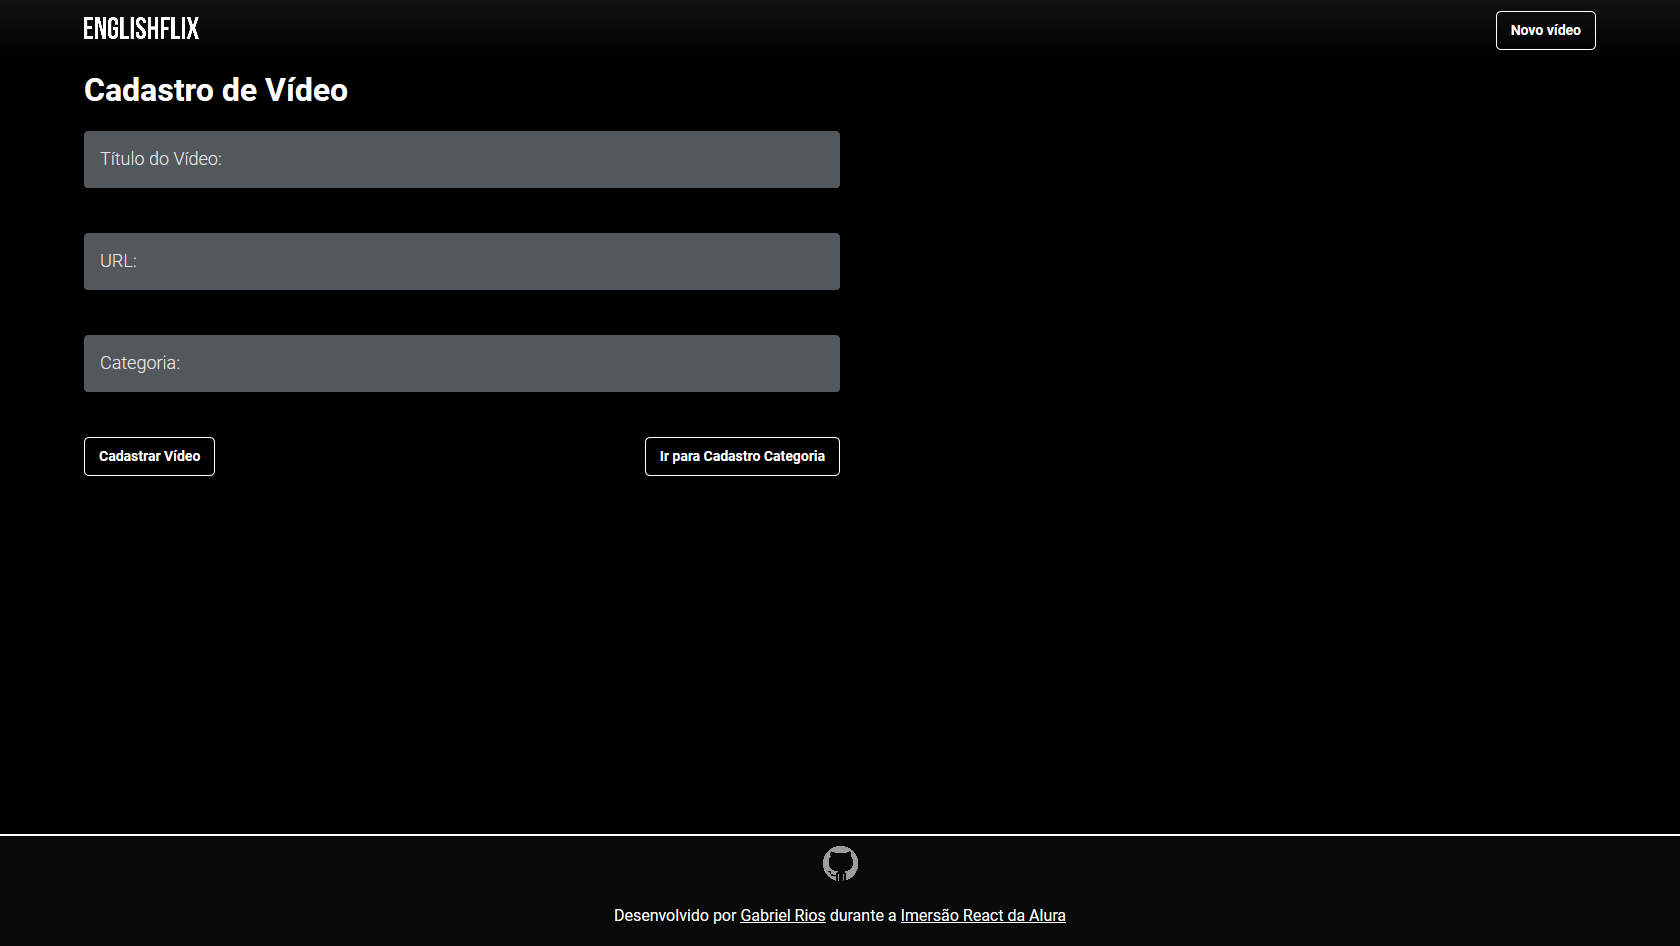 ENGLISHFLIX
Novo vídeo
Cadastro de Vídeo
Título do Vídeo:
URL:
Categoria:
Cadastrar Vídeo
Ir para Cadastro Categoria
Desenvolvido por Gabriel Rios durante a Imersão React da Alura